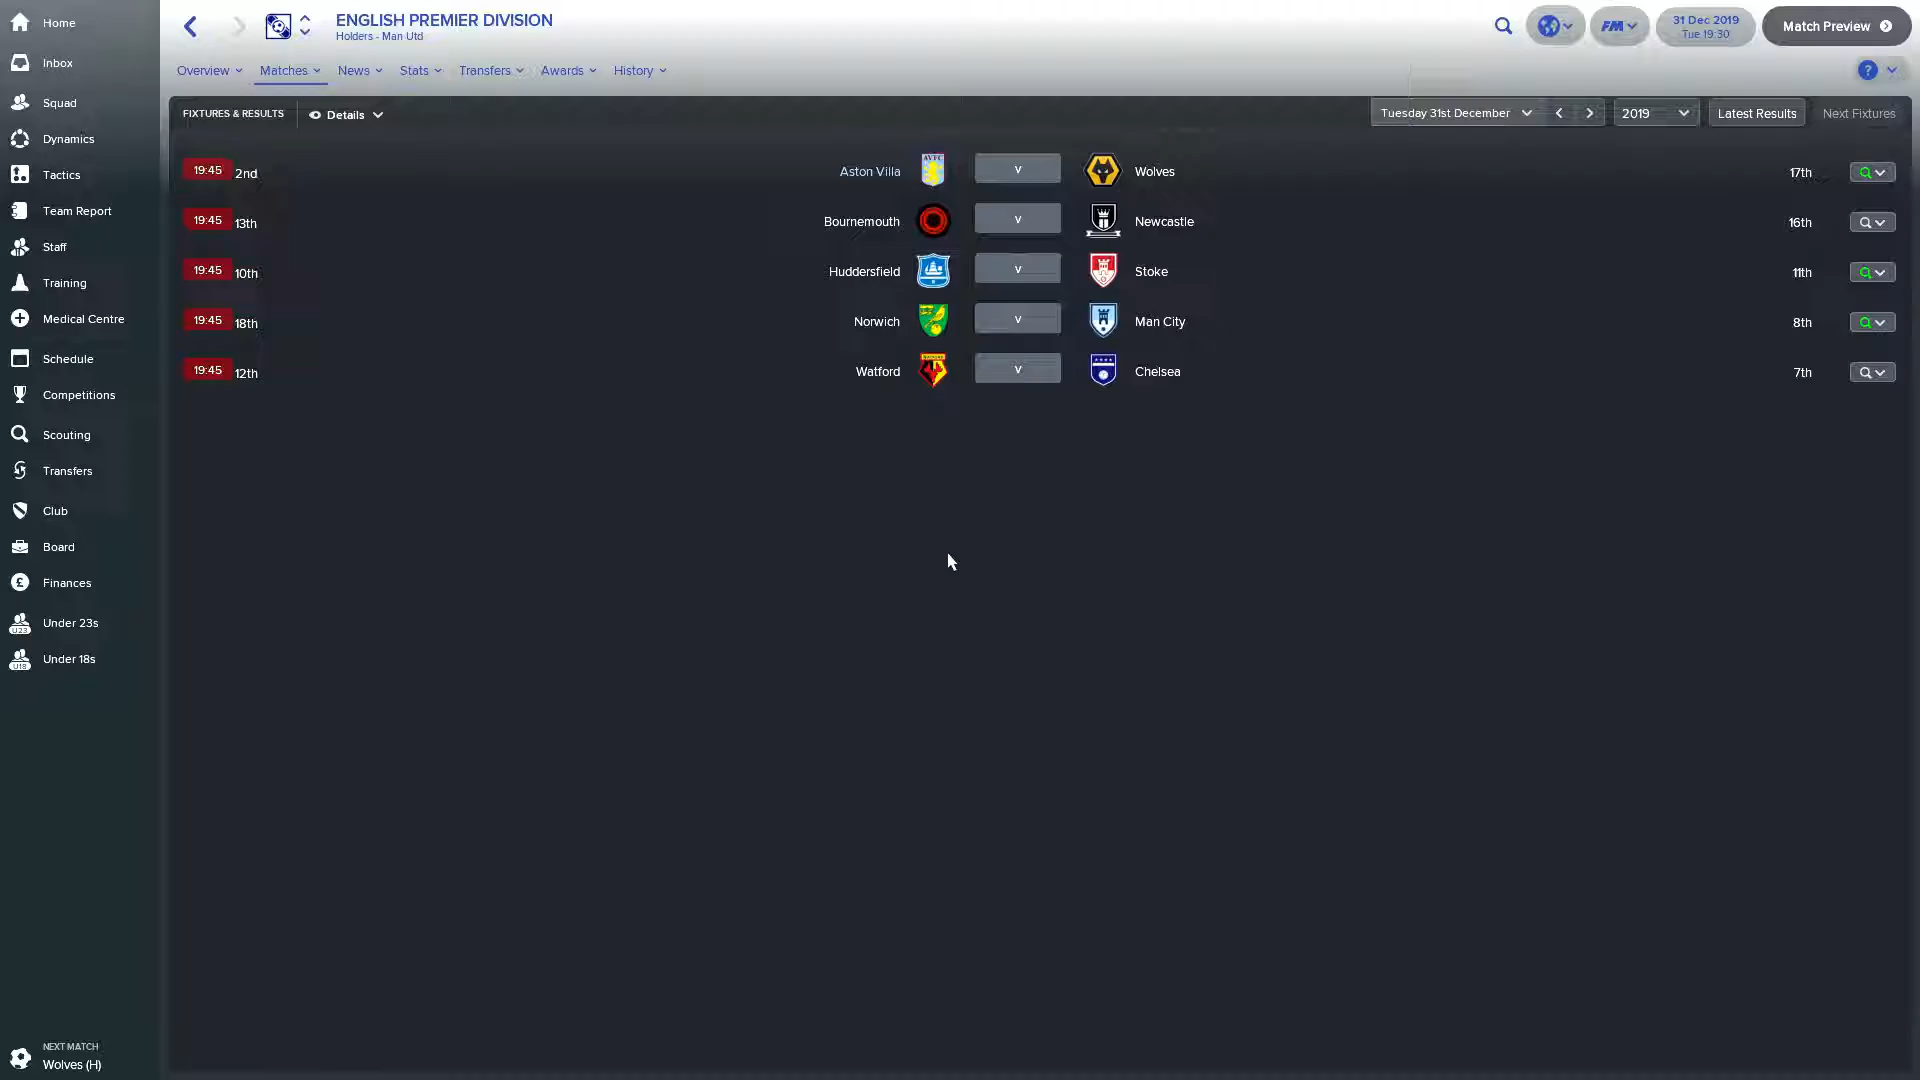 Home
Inbox
Squad
Dynamics
Tactics
Team Report
Staff
Training
Medical Centre
Schedule
Competitions
Scouting
Transfers
Club
Board
Finances
Under 23s
Under 18s
NEXT MATCH
Wolves (H)
ENGLISH PREMIER DIVISION
Holders - Man Utd
FM
31 Dec 2019
Tue 19:30
Match Preview
Overview Matches News Stats Transfers Awards History ?
FIXTURES & RESULTS Details Tuesday 31st December 2019 Latest Results Next Fixtures
19:45 2nd Aston Villa AVFC v Wolves 17th
19:45 13th Bournemouth v Newcastle 16th
19:45 10th Huddersfield v Stoke 11th
19:45 18th Norwich v Man City 8th
19:45 12th Watford v Chelsea 7th